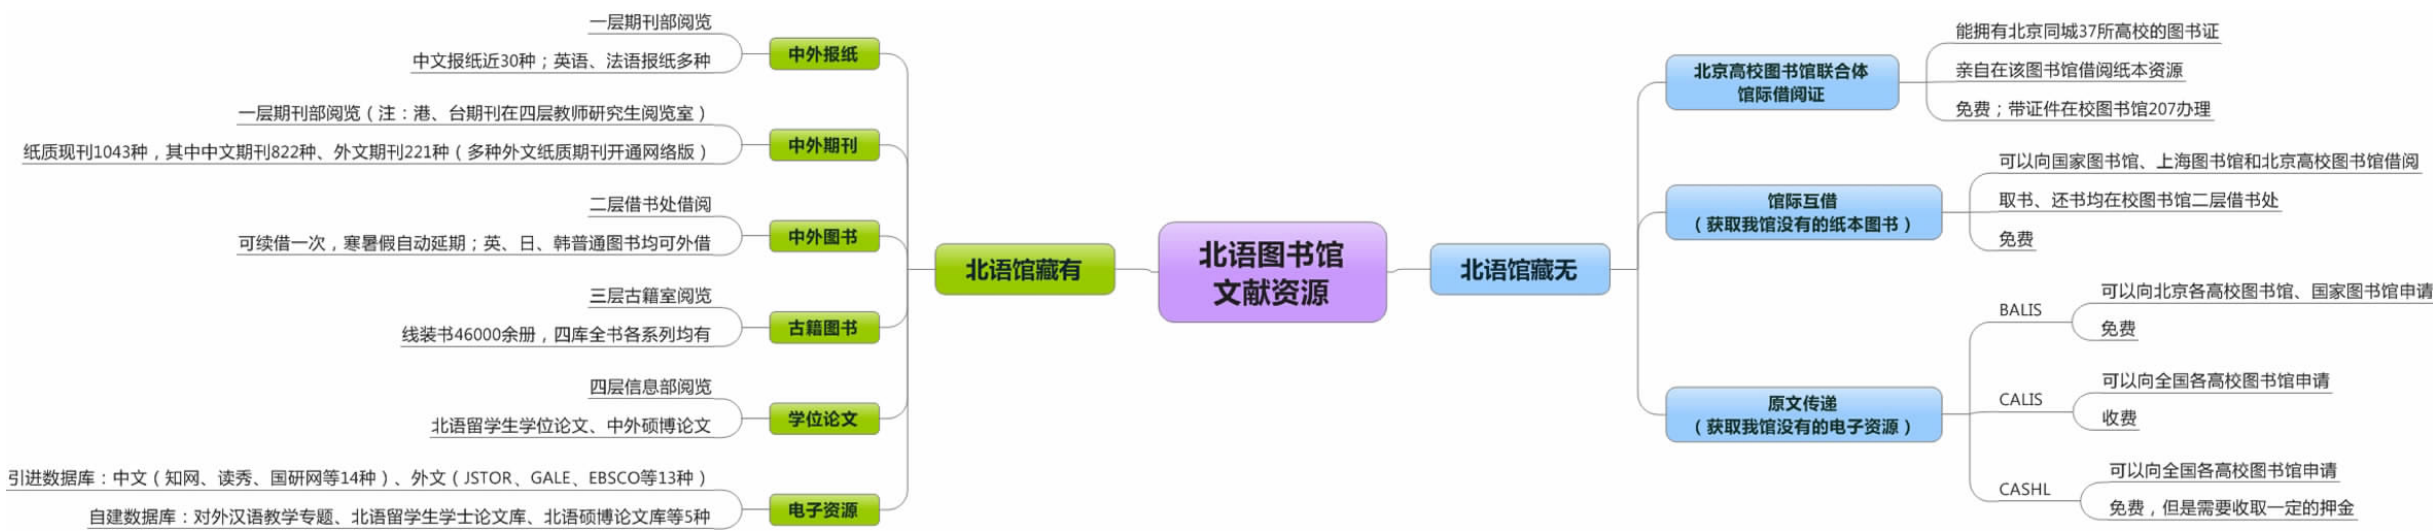 北语图书馆
文献资源
北语馆藏有
中外报纸
一层期刊部阅览
中文报纸近30种；英语、法语报纸多种
中外期刊
一层期刊部阅览（注：港、台期刊在四层教师研究生阅览室）
纸质现刊1043种，其中中文期刊822种、外文期刊221种（多种外文纸质期刊开通网络版）
中外图书
二层借书处借阅
可续借一次，寒暑假自动延期；英、日、韩普通图书均可外借
古籍图书
三层古籍室阅览
线装书46000余册，四库全书各系列均有
学位论文
四层信息部阅览
北语留学生学位论文、中外硕博论文
电子资源
引进数据库：中文（知网、读秀、国研网等14种）、外文（JSTOR、GALE、EBSCO等13种）
自建数据库：对外汉语教学专题、北语留学生学士论文库、北语硕博论文库等5种
北语馆藏无
北京高校图书馆联合体
馆际借阅证
能拥有北京同城37所高校的图书证
亲自在该图书馆借阅纸本资源
免费；带证件在校图书馆207办理
馆际互借
（获取我馆没有的纸本图书）
可以向国家图书馆、上海图书馆和北京高校图书馆借阅
取书、还书均在校图书馆二层借书处
免费
原文传递
（获取我馆没有的电子资源）
BALIS
可以向北京各高校图书馆、国家图书馆申请
免费
CALIS
可以向全国各高校图书馆申请
收费
CASHL
可以向全国各高校图书馆申请
免费，但是需要收取一定的押金